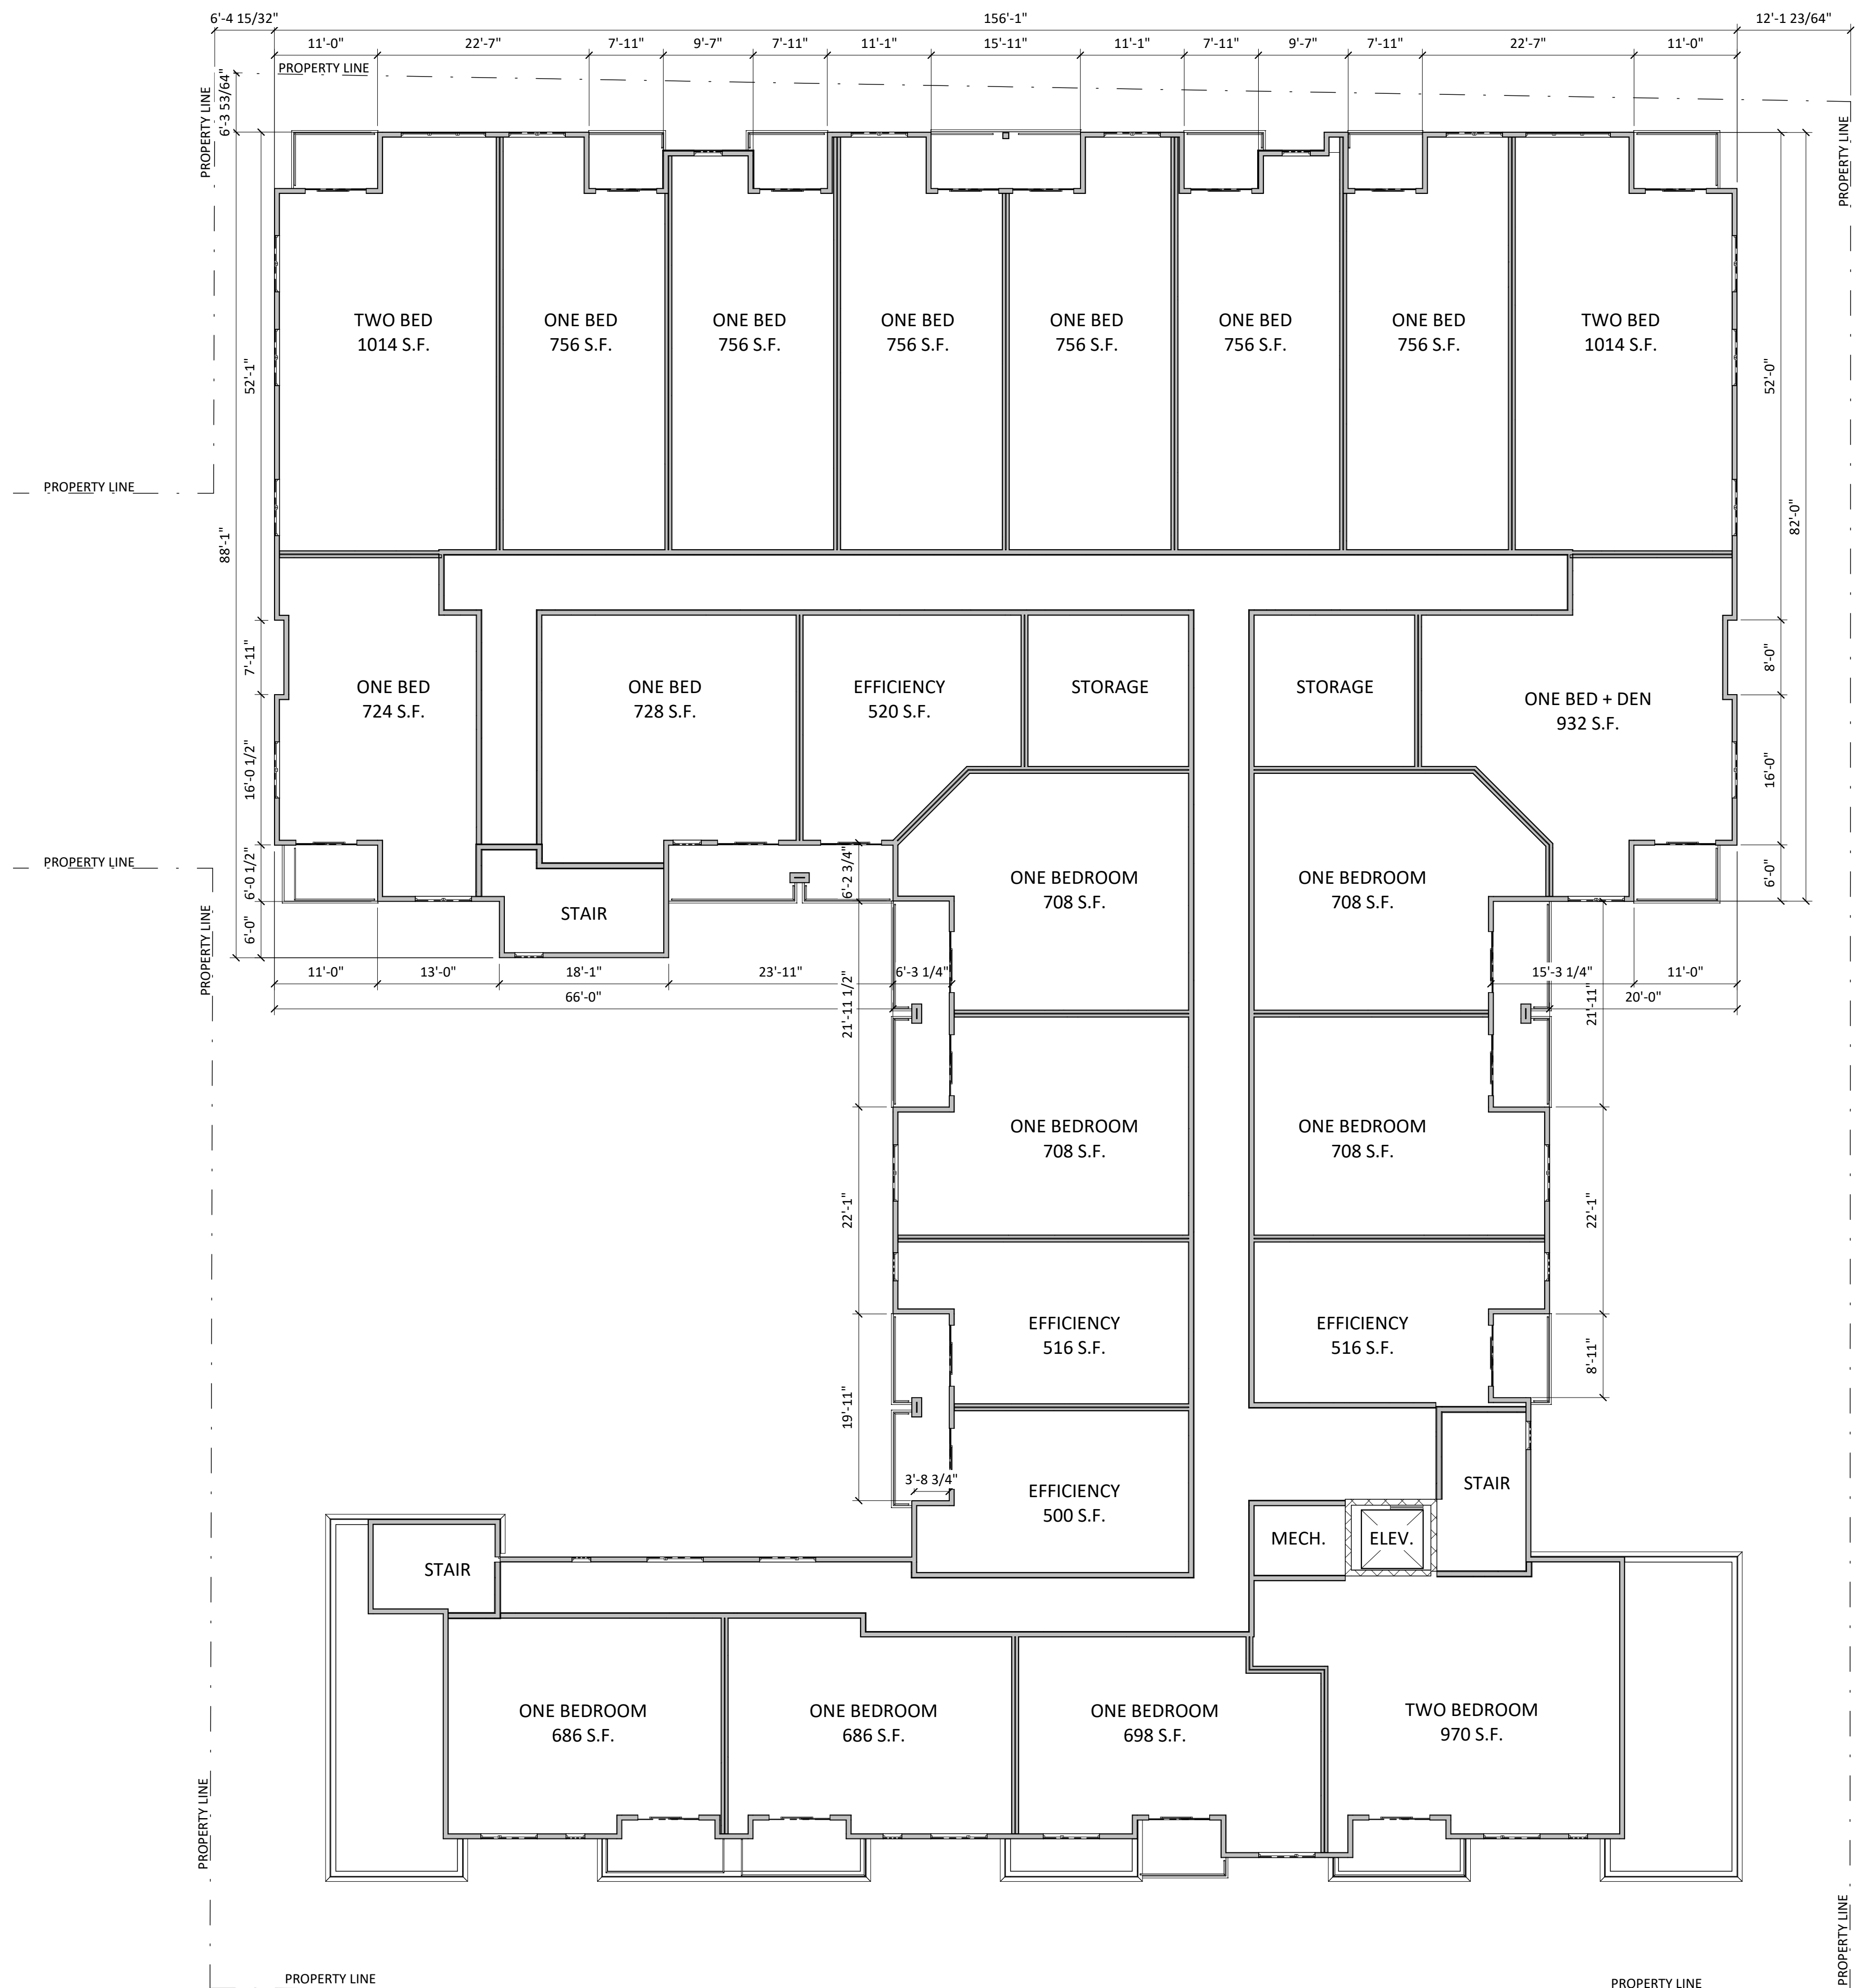 6'-4 15/32"
156'-1"
12'-1 23/64"
11'-0"
22'-7"
7'-11"
9'-7"
7'-11"
11'-1"
15'-11"
11'-1"
7'-11"
9'-7"
7'-11"
22'-7"
11'-0"
PROPERTY LINE
6'-3 53/64"
PROPERTY LINE
PROPERTY LINE
TWO BED
1014 S.F.
ONE BED
756 S.F.
ONE BED
756 S.F.
ONE BED
756 S.F.
ONE BED
756 S.F.
ONE BED
756 S.F.
ONE BED
756 S.F.
TWO BED
1014 S.F.
52'-1"
52'-0"
PROPERTY LINE
88'-1"
82'-0"
7'-11"
8'-0"
ONE BED
724 S.F.
ONE BED
728 S.F.
EFFICIENCY
520 S.F.
STORAGE
STORAGE
ONE BED + DEN
932 S.F.
16'-0 1/2"
16'-0"
PROPERTY LINE
6'-0 1/2"
6'-2 3/4"
6'-0"
ONE BEDROOM
708 S.F.
ONE BEDROOM
708 S.F.
STAIR
6'-0"
PROPERTY LINE
11'-0"
13'-0"
18'-1"
23'-11"
6'-3 1/4"
15'-3 1/4"
11'-0"
66'-0"
20'-0"
21'-11 1/2"
21'-11"
ONE BEDROOM
708 S.F.
ONE BEDROOM
708 S.F.
22'-1"
22'-1"
EFFICIENCY
516 S.F.
EFFICIENCY
516 S.F.
8'-11"
19'-11"
3'-8 3/4"
EFFICIENCY
500 S.F.
STAIR
MECH.
ELEV.
STAIR
ONE BEDROOM
686 S.F.
ONE BEDROOM
686 S.F.
ONE BEDROOM
698 S.F.
TWO BEDROOM
970 S.F.
PROPERTY LINE
PROPERTY LINE
PROPERTY LINE
PROPERTY LINE